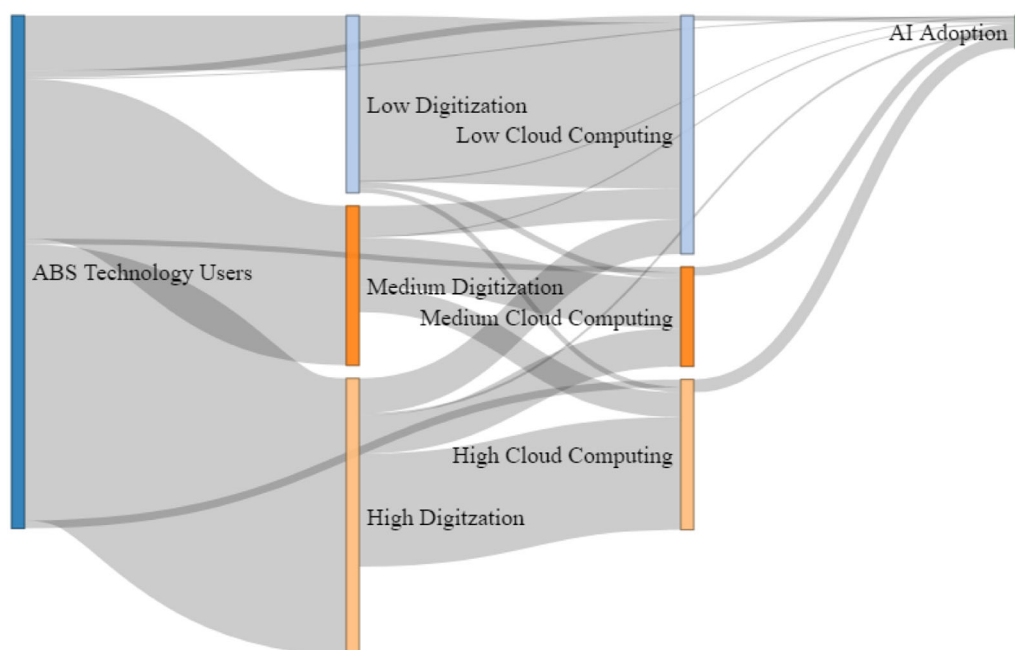 AI Adoption
Low Digitization
Low Cloud Computing
ABS Technology Users
Medium Digitization
Medium Cloud Computing
High Cloud Computing
High Digitzation